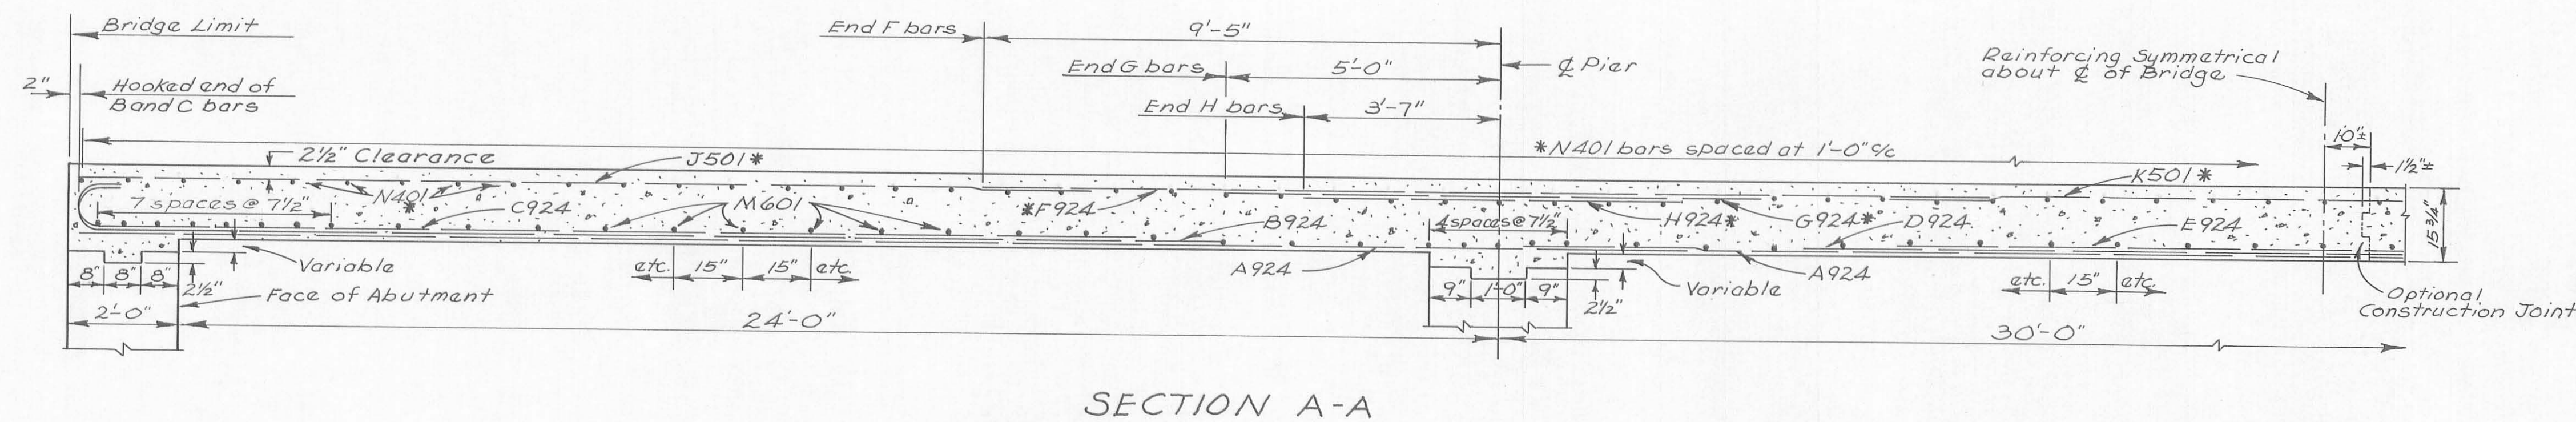 Bridge Limit
End F bars
9'-5"
End G bars
5'-0"
℄ Pier
Reinforcing Symmetrical
about ℄ of Bridge
2"
Hooked end of
B and C bars
End H bars
3'-7"
10"±
2½" Clearance
J501*
*N401 bars spaced at 1'-0" c/c
1½"±
K501*
7 spaces @ 7½"
N401
*
C924
M601
*F924
B924
4 spaces @ 7½"
H924*
G924*
D924
E924
15¾"
Variable
etc.
15"
15"
etc.
A924
A924
8"
8"
8"
2½"
Face of Abutment
9"
1'-0"
9"
2½"
Variable
etc.
15"
etc.
Optional
Construction Joint
2'-0"
24'-0"
30'-0"
SECTION A-A